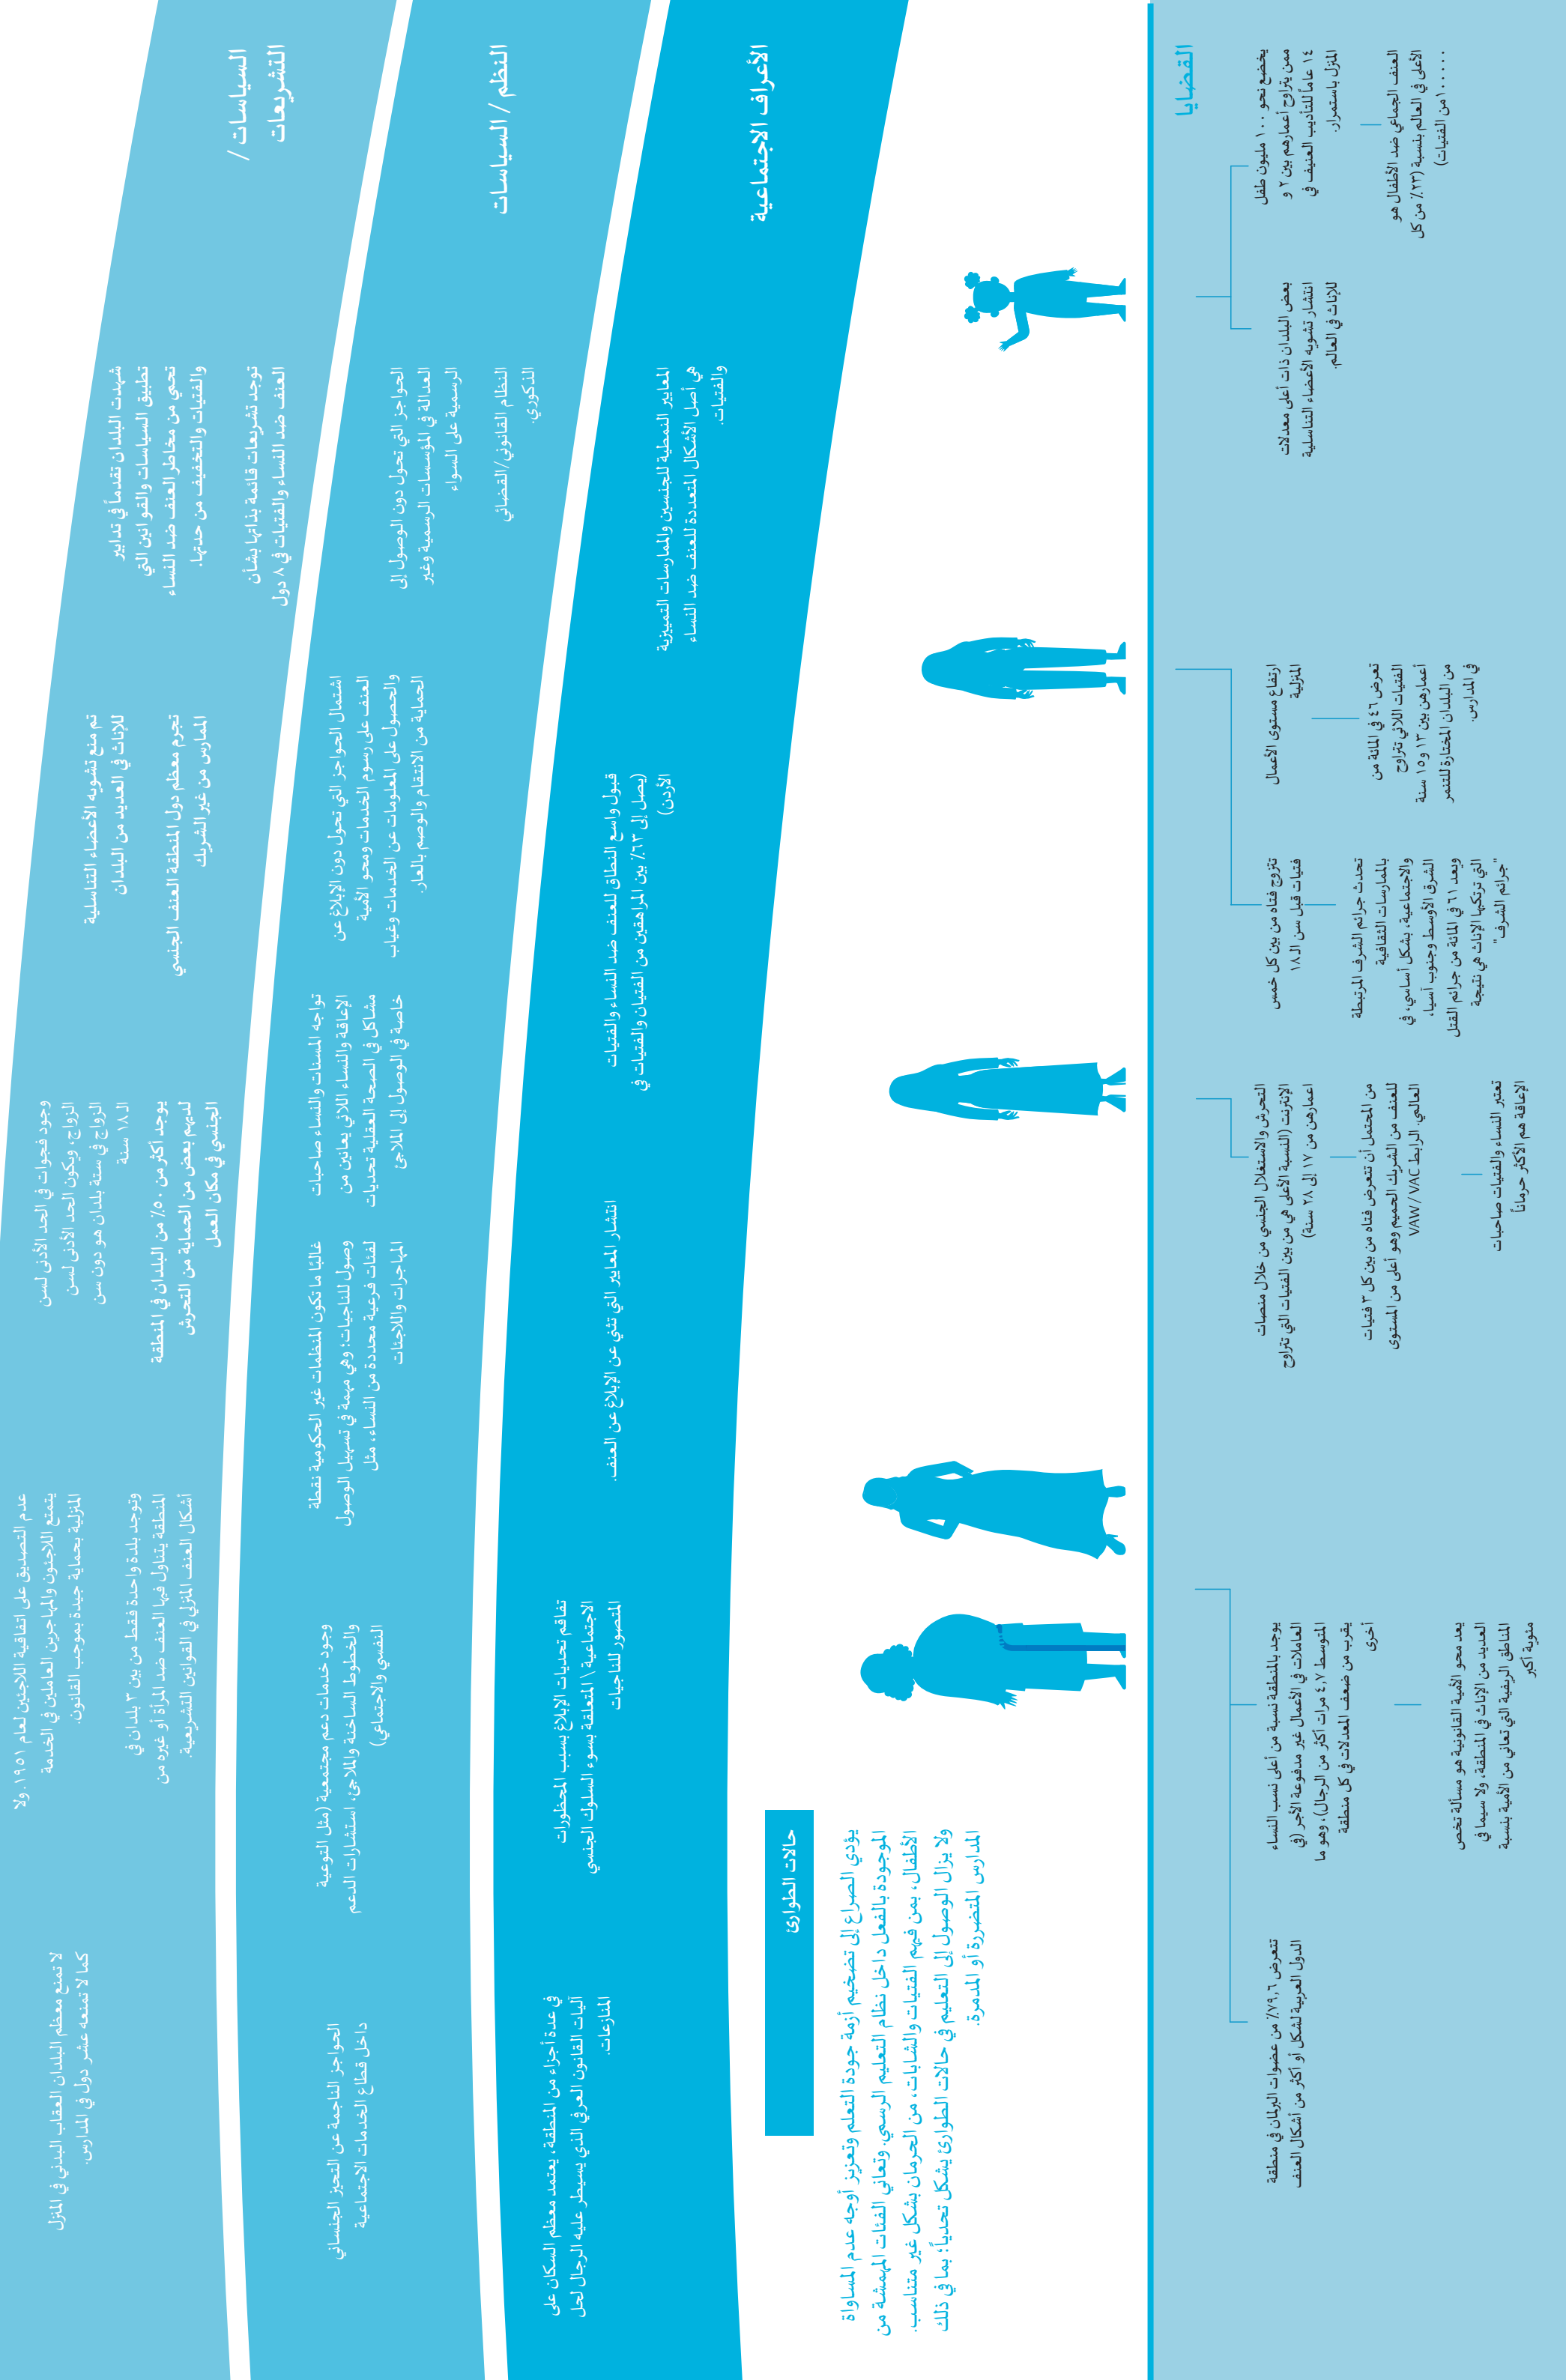 السياسات /
التشريعات
شهدت البلدان تقدماً في تدابير
تطبيق السياسات والقوانين التي
تحمي من مخاطر العنف ضد النساء
والفتيات والتخفيف من حدتها.
توجد تشريعات قائمة بذاتها بشأن
العنف ضد النساء والفتيات في ٨ دول
تم منع تشويه الأعضاء التناسلية
للإناث في العديد من البلدان
تجرم معظم دول المنطقة العنف الجنسي
الممارس من غير الشريك
وجود فجوات في الحد الأدنى لسن
الزواج، ويكون الحد الأدنى لسن
الزواج في ستة بلدان هو دون سن
الـ ١٨ سنة
يوجد أكثر من ٥٠٪ من البلدان في المنطقة
لديهم بعض من الحماية من التحرش
الجنسي في مكان العمل
عدم التصديق على اتفاقية اللاجئين لعام ١٩٥١. ولا
يتمتع اللاجئون والمهاجرين العاملين في الخدمة
المنزلية بحماية جيدة بموجب القانون.
وتوجد بلدة واحدة فقط من بين ٣ بلدان في
المنطقة يتناول فيها العنف ضد المرأة أو غيره من
أشكال العنف المنزلي في القوانين التشريعية.
لا تمنع معظم البلدان العقاب البدني في المنزل
كما لا تمنعه عشر دول في المدارس.
النظم / السياسات
الحواجز التي تحول دون الوصول إلى
العدالة في المؤسسات الرسمية وغير
الرسمية على السواء
النظام القانوني/القضائي
الذكوري.
اشتمال الحواجز التي تحول دون الإبلاغ عن
العنف على رسوم الخدمات ومحو الأمية
والحصول على المعلومات عن الخدمات وغياب
الحماية من الانتقام والوصم بالعار.
تواجه المسنات والنساء صاحبات
الإعاقة والنساء اللاتي يعانين من
مشاكل في الصحة العقلية تحديات
خاصة في الوصول إلى الملاجئ
غالبًا ما تكون المنظمات غير الحكومية نقطة
وصول للناجيات؛ وهي مهمة في تسهيل الوصول
لفئات فرعية محددة من النساء، مثل
المهاجرات واللاجئات
وجود خدمات دعم مجتمعية (مثل التوعية
والخطوط الساخنة والملاجئ، استشارات الدعم
النفسي والاجتماعي)
الحواجز الناجمة عن التحيز الجنساني
داخل قطاع الخدمات الاجتماعية
الأعراف الاجتماعية
المعايير النمطية للجنسين والممارسات التمييزية
هي أصل الأشكال المتعددة للعنف ضد النساء
والفتيات.
قبول واسع النطاق للعنف ضد النساء والفتيات
(يصل إلى ٦٣٪ بين المراهقين من الفتيان والفتيات في
الأردن)
انتشار المعايير التي تثني عن الإبلاغ عن العنف.
تفاقم تحديات الإبلاغ بسبب المحظورات
الاجتماعية \ المتعلقة بسوء السلوك الجنسي
المتصور للناجيات
في عدة أجزاء من المنطقة، يعتمد معظم السكان على
آليات القانون العرفي الذي يسيطر عليه الرجال لحل
المنازعات.
حالات الطوارئ
يؤدي الصراع إلى تضخيم أزمة جودة التعلم وتعزيز أوجه عدم المساواة
الموجودة بالفعل داخل نظام التعليم الرسمي. وتعاني الفئات المهمشة من
الأطفال، بمن فيهم الفتيات والشابات، من الحرمان بشكل غير متناسب.
ولا يزال الوصول إلى التعليم في حالات الطوارئ يشكل تحدياً؛ بما في ذلك
المدارس المتضررة أو المدمرة.
القضايا
يخضع نحو ١٠٠ مليون طفل
ممن يتراوح أعمارهم بين ٢ و
١٤ عاماً للتأديب العنيف في
المنزل باستمرار.
العنف الجماعي ضد الأطفال هو
الأعلى في العالم بنسبة (٢٣٪ من كل
١٠٠٠٠٠ من الفتيات)
بعض البلدان ذات أعلى معدلات
انتشار تشويه الأعضاء التناسلية
للإناث في العالم.
ارتفاع مستوى الأعمال
المنزلية
تعرض ٤٦ في المائة من
الفتيات اللاتي تتراوح
أعمارهن بين ١٣ و١٥ سنة
من البلدان المختارة للتنمر
في المدارس.
تتزوج فتاه من بين كل خمس
فتيات قبل سن الـ ١٨
تحدث جرائم الشرف المرتبطة
بالممارسات الثقافية
والاجتماعية، بشكل أساسي، في
الشرق الأوسط وجنوب آسيا،
ويعد ٦١ في المائة من جرائم القتل
التي ترتكبها الإناث هي نتيجة
"جرائم الشرف"
التحرش والاستغلال الجنسي من خلال منصات
الإنترنت (النسبة الأعلى هي من بين الفتيات التي تتراوح
اعمارهن من ١٧ إلى ٢٨ سنة)
من المحتمل أن تتعرض فتاه من بين كل ٣ فتيات
للعنف من الشريك الحميم وهو أعلى من المستوى
العالمي. الرابط VAW / VAC
تعتبر النساء والفتيات صاحبات
الإعاقة هم الأكثر حرماناً
يوجد بالمنطقة نسبة من أعلى نسب النساء
العاملات في الأعمال غير مدفوعة الأجر (في
المتوسط ٤,٧ مرات أكثر من الرجال)، وهو ما
يقرب من ضعف المعدلات في كل منطقة
أخرى
يعد محو الأمية القانونية هو مسألة تخص
العديد من الإناث في المنطقة، ولا سيما في
المناطق الريفية التي تعاني من الأمية بنسبة
مئوية أكبر
تتعرض ٧٩,٦٪ من عضوات البرلمان في منطقة
الدول العربية لشكل أو أكثر من أشكال العنف